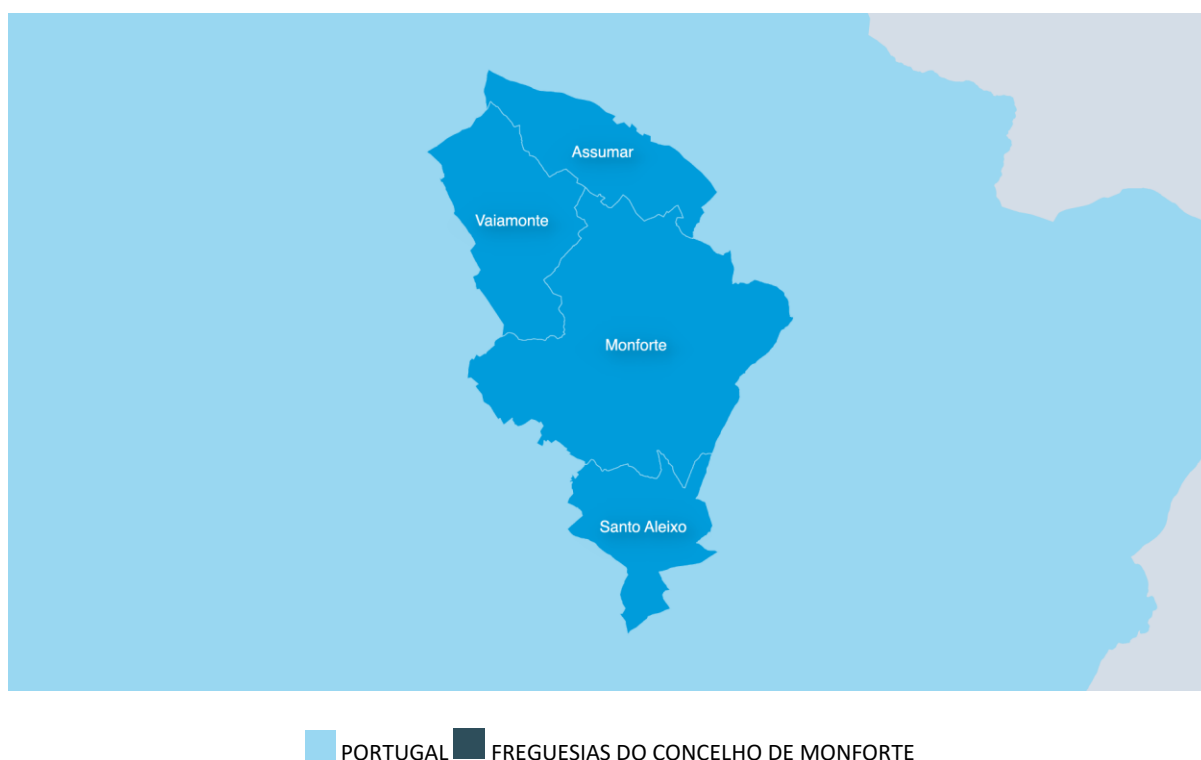 Assumar
Vaiamonte
Monforte
Santo Aleixo
PORTUGAL FREGUESIAS DO CONCELHO DE MONFORTE